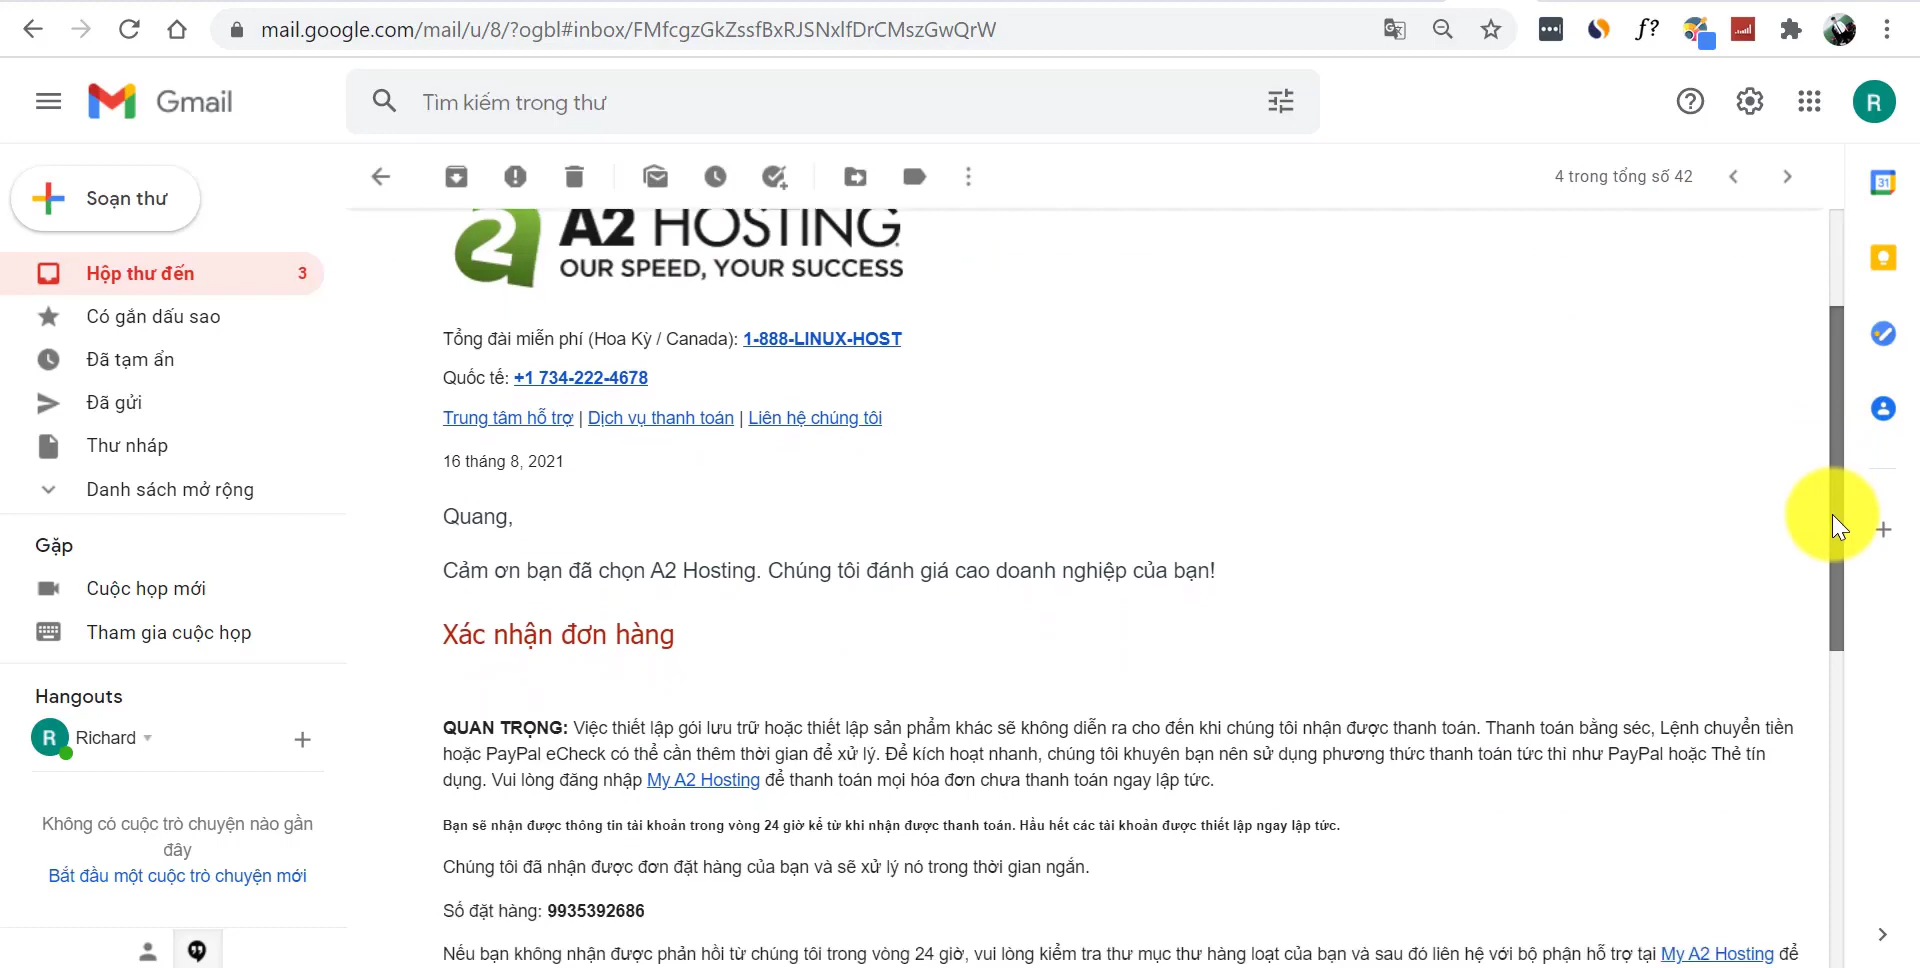 mail.google.com/mail/u/8/?ogbl#inbox/FMfcgzGkZssfBxRJSNxlfDrCMszGwQrW
f?
Gmail
Tìm kiếm trong thư
R
Soạn thư
4 trong tổng số 42
31
A2 HOSTING
OUR SPEED, YOUR SUCCESS
Hộp thư đến 3
Có gắn dấu sao
Đã tạm ẩn
Đã gửi
Thư nháp
Danh sách mở rộng
Gặp
Cuộc họp mới
Tham gia cuộc họp
Hangouts
R Richard
Không có cuộc trò chuyện nào gần
đây
Bắt đầu một cuộc trò chuyện mới
Tổng đài miễn phí (Hoa Kỳ / Canada): 1-888-LINUX-HOST
Quốc tế: +1 734-222-4678
Trung tâm hỗ trợ | Dịch vụ thanh toán | Liên hệ chúng tôi
16 tháng 8, 2021
Quang,
Cảm ơn bạn đã chọn A2 Hosting. Chúng tôi đánh giá cao doanh nghiệp của bạn!
Xác nhận đơn hàng
QUAN TRỌNG: Việc thiết lập gói lưu trữ hoặc thiết lập sản phẩm khác sẽ không diễn ra cho đến khi chúng tôi nhận được thanh toán. Thanh toán bằng séc, Lệnh chuyển tiền
hoặc PayPal eCheck có thể cần thêm thời gian để xử lý. Để kích hoạt nhanh, chúng tôi khuyên bạn nên sử dụng phương thức thanh toán tức thì như PayPal hoặc Thẻ tín
dụng. Vui lòng đăng nhập My A2 Hosting để thanh toán mọi hóa đơn chưa thanh toán ngay lập tức.
Bạn sẽ nhận được thông tin tài khoản trong vòng 24 giờ kể từ khi nhận được thanh toán. Hầu hết các tài khoản được thiết lập ngay lập tức.
Chúng tôi đã nhận được đơn đặt hàng của bạn và sẽ xử lý nó trong thời gian ngắn.
Số đặt hàng: 9935392686
Nếu bạn không nhận được phản hồi từ chúng tôi trong vòng 24 giờ, vui lòng kiểm tra thư mục thư hàng loạt của bạn và sau đó liên hệ với bộ phận hỗ trợ tại My A2 Hosting để